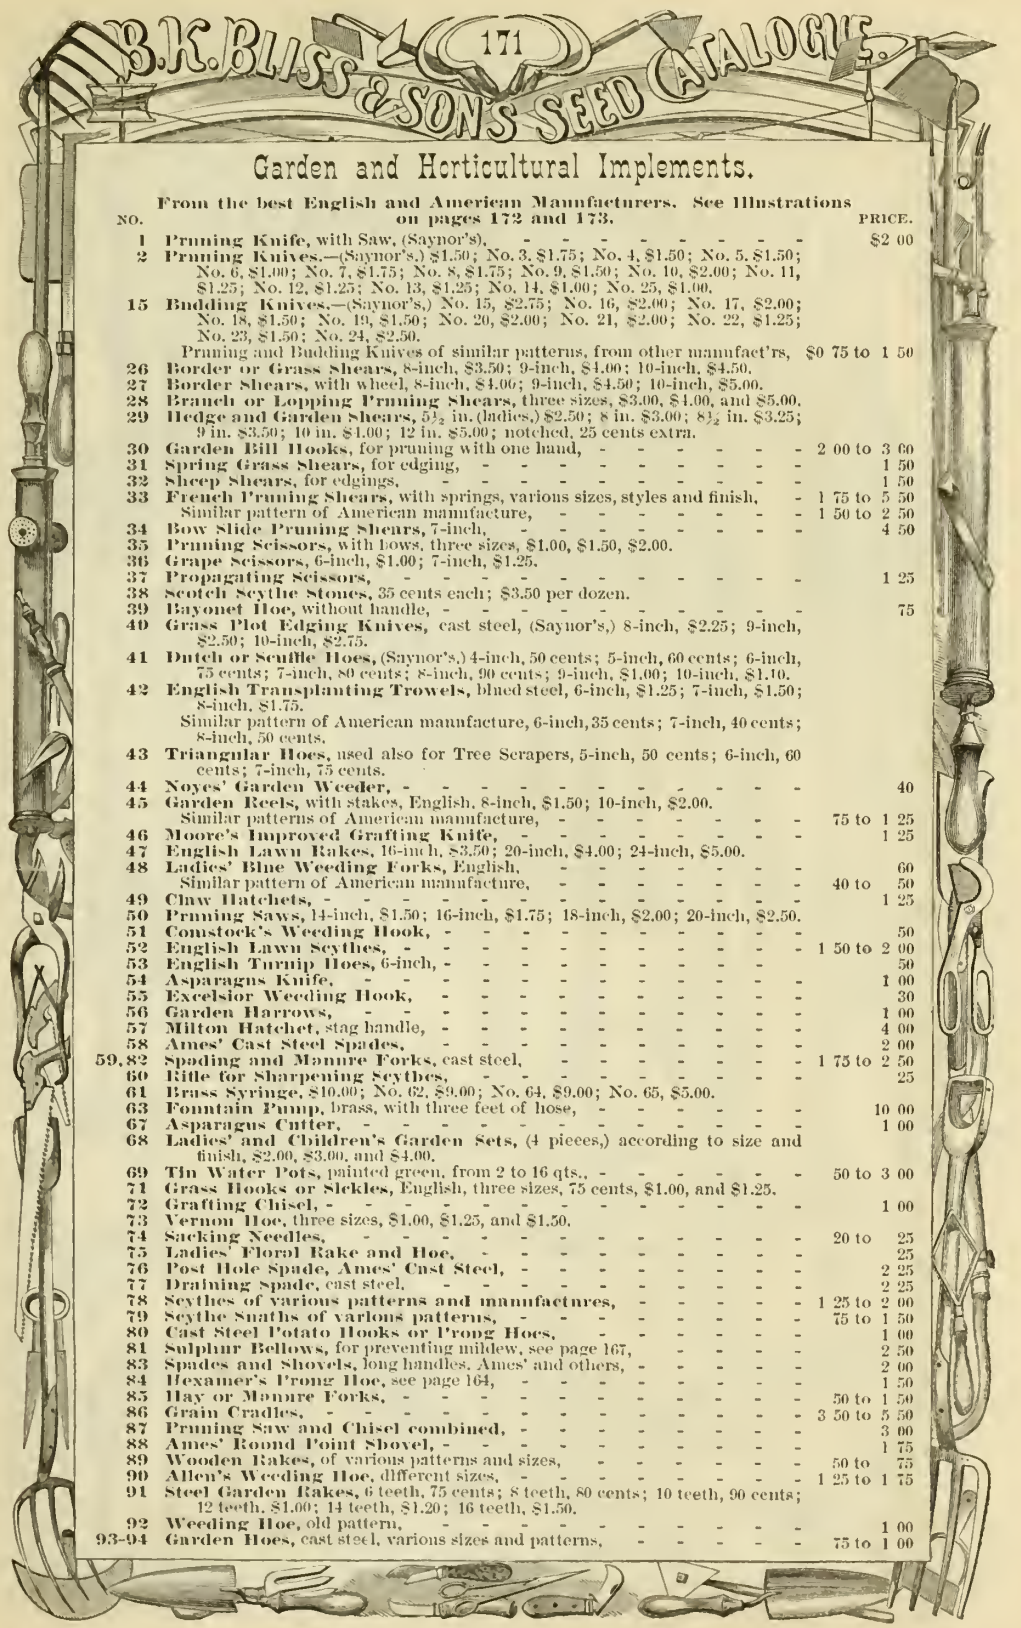 171
B. K. BLISS & SON'S SEED CATALOGUE.
Garden and Horticultural Implements.
From the best English and American Manufacturers. See Illustrations
NO. on pages 172 and 173. PRICE.
1 Pruning Knife, with Saw, (Saynor's), - - - - - - - - $2 00
2 Pruning Knives.—(Saynor's.) $1.50; No. 3, $1.75; No. 4, $1.50; No. 5, $1.50;
No. 6, $1.00; No. 7, $1.75; No. 8, $1.75; No. 9, $1.50; No. 10, $2.00; No. 11,
$1.25; No. 12, $1.25; No. 13, $1.25; No. 14, $1.00; No. 25, $1.00.
15 Budding Knives.—(Saynor's,) No. 15, $2.75; No. 16, $2.00; No. 17, $2.00;
No. 18, $1.50; No. 19, $1.50; No. 20, $2.00; No. 21, $2.00; No. 22, $1.25;
No. 23, $1.50; No. 24, $2.50.
Pruning and Budding Knives of similar patterns, from other manufact'rs, $0 75 to 1 50
26 Border or Grass Shears, 8-inch, $3.50; 9-inch, $4.00; 10-inch, $4.50.
27 Border Shears, with wheel, 8-inch, $4.00; 9-inch, $4.50; 10-inch, $5.00.
28 Branch or Lopping Pruning Shears, three sizes, $3.00, $4.00, and $5.00.
29 Hedge and Garden Shears, 5½ in. (ladies,) $2.50; 8 in. $3.00; 8½ in. $3.25;
9 in. $3.50; 10 in. $4.00; 12 in. $5.00; notched, 25 cents extra.
30 Garden Bill Hooks, for pruning with one hand, - - - - - - 2 00 to 3 00
31 Spring Grass Shears, for edging, - - - - - - - - - 1 50
32 Sheep Shears, for edgings, - - - - - - - - - - 1 50
33 French Pruning Shears, with springs, various sizes, styles and finish, - 1 75 to 5 50
Similar pattern of American manufacture, - - - - - - - 1 50 to 2 50
34 Bow Slide Pruning Shears, 7-inch, - - - - - - - - 4 50
35 Pruning Scissors, with bows, three sizes, $1.00, $1.50, $2.00.
36 Grape Scissors, 6-inch, $1.00; 7-inch, $1.25.
37 Propagating Scissors, - - - - - - - - - - - 1 25
38 Scotch Scythe Stones, 35 cents each; $3.50 per dozen.
39 Bayonet Hoe, without handle, - - - - - - - - - - 75
40 Grass Plot Edging Knives, cast steel, (Saynor's,) 8-inch, $2.25; 9-inch,
$2.50; 10-inch, $2.75.
41 Dutch or Scuffle Hoes, (Saynor's.) 4-inch, 50 cents; 5-inch, 60 cents; 6-inch,
75 cents; 7-inch, 80 cents; 8-inch, 90 cents; 9-inch, $1.00; 10-inch, $1.10.
42 English Transplanting Trowels, blued steel, 6-inch, $1.25; 7-inch, $1.50;
8-inch, $1.75.
Similar pattern of American manufacture, 6-inch, 35 cents; 7-inch, 40 cents;
8-inch, 50 cents.
43 Triangular Hoes, used also for Tree Scrapers, 5-inch, 50 cents; 6-inch, 60
cents; 7-inch, 75 cents.
44 Noyes' Garden Weeder, - - - - - - - - - - - 40
45 Garden Reels, with stakes, English, 8-inch, $1.50; 10-inch, $2.00.
Similar patterns of American manufacture, - - - - - - - 75 to 1 25
46 Moore's Improved Grafting Knife, - - - - - - - - 1 25
47 English Lawn Rakes, 16-inch, $3.50; 20-inch, $4.00; 24-inch, $5.00.
48 Ladies' Blue Weeding Forks, English, - - - - - - - 60
Similar pattern of American manufacture, - - - - - - - 40 to 50
49 Claw Hatchets, - - - - - - - - - - - - - 1 25
50 Pruning Saws, 14-inch, $1.50; 16-inch, $1.75; 18-inch, $2.00; 20-inch, $2.50.
51 Comstock's Weeding Hook, - - - - - - - - - - 50
52 English Lawn Scythes, - - - - - - - - - - - 1 50 to 2 00
53 English Turnip Hoes, 6-inch, - - - - - - - - - - 50
54 Asparagus Knife, - - - - - - - - - - - - 1 00
55 Excelsior Weeding Hook, - - - - - - - - - - 30
56 Garden Harrows, - - - - - - - - - - - - 1 00
57 Milton Hatchet, stag handle, - - - - - - - - - - 4 00
58 Ames' Cast Steel Spades, - - - - - - - - - - 2 00
59, 82 Spading and Manure Forks, cast steel, - - - - - - - 1 75 to 2 50
60 Rifle for Sharpening Scythes, - - - - - - - - - 25
61 Brass Syringe, $10.00; No. 62, $9.00; No. 64, $9.00; No. 65, $5.00.
63 Fountain Pump, brass, with three feet of hose, - - - - - - 10 00
67 Asparagus Cutter, - - - - - - - - - - - - 1 00
68 Ladies' and Children's Garden Sets, (4 pieces,) according to size and
finish, $2.00, $3.00, and $4.00.
69 Tin Water Pots, painted green, from 2 to 16 qts., - - - - - - 50 to 3 00
71 Grass Hooks or Sickles, English, three sizes, 75 cents, $1.00, and $1.25.
72 Grafting Chisel, - - - - - - - - - - - - - 1 00
73 Vernon Hoe, three sizes, $1.00, $1.25, and $1.50.
74 Sacking Needles, - - - - - - - - - - - - 20 to 25
75 Ladies' Floral Rake and Hoe, - - - - - - - - - 25
76 Post Hole Spade, Ames' Cast Steel, - - - - - - - - 2 25
77 Draining Spade, cast steel, - - - - - - - - - - 2 25
78 Scythes of various patterns and manufactures, - - - - - 1 25 to 2 00
79 Scythe Snaths of various patterns, - - - - - - - - 75 to 1 50
80 Cast Steel Potato Hooks or Prong Hoes, - - - - - - 1 00
81 Sulphur Bellows, for preventing mildew, see page 167, - - - - 2 50
83 Spades and Shovels, long handles, Ames' and others, - - - - - 2 00
84 Hexamer's Prong Hoe, see page 164, - - - - - - - - 1 50
85 Hay or Manure Forks, - - - - - - - - - - - 50 to 1 50
86 Grain Cradles, - - - - - - - - - - - - - 3 50 to 5 50
87 Pruning Saw and Chisel combined, - - - - - - - - 3 00
88 Ames' Round Point Shovel, - - - - - - - - - - 1 75
89 Wooden Rakes, of various patterns and sizes, - - - - - - 50 to 75
90 Allen's Weeding Hoe, different sizes, - - - - - - - - 1 25 to 1 75
91 Steel Garden Rakes, 6 teeth, 75 cents; 8 teeth, 80 cents; 10 teeth, 90 cents;
12 teeth, $1.00; 14 teeth, $1.20; 16 teeth, $1.50.
92 Weeding Hoe, old pattern, - - - - - - - - - - 1 00
93-94 Garden Hoes, cast steel, various sizes and patterns, - - - - - 75 to 1 00